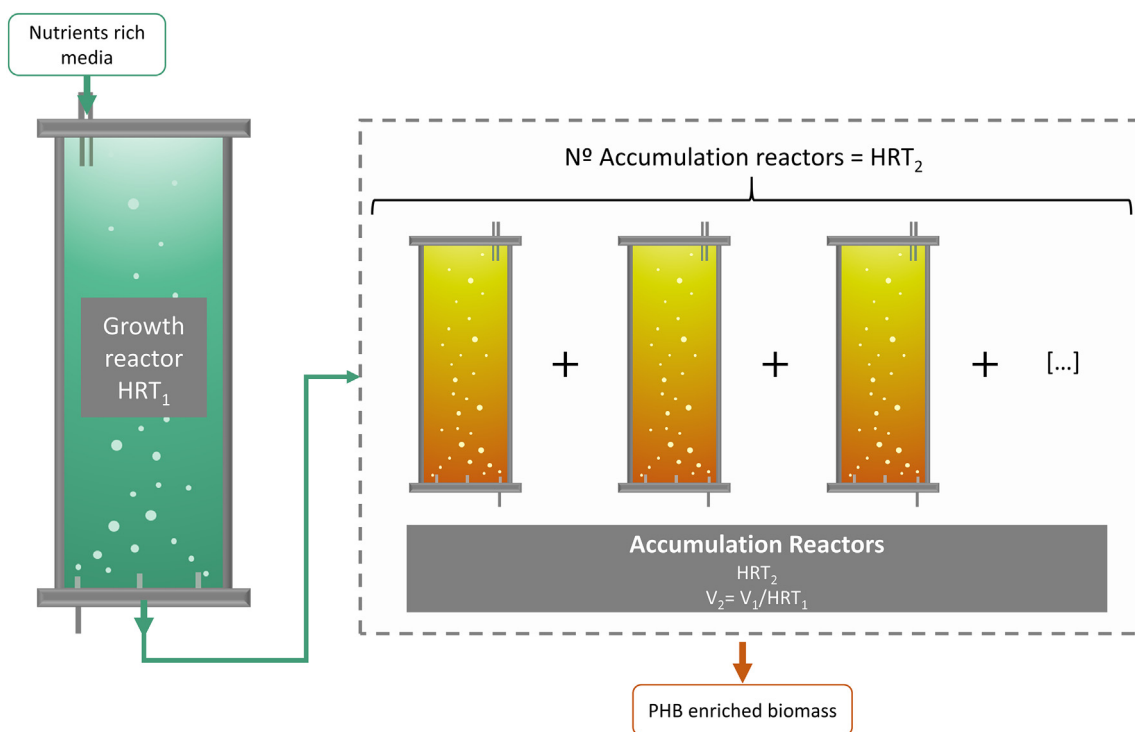 Nutrients rich
media
Nº Accumulation reactors = HRT₂
Growth
reactor
HRT₁
+ + + [...]
Accumulation Reactors
HRT₂
V₂= V₁/HRT₁
PHB enriched biomass